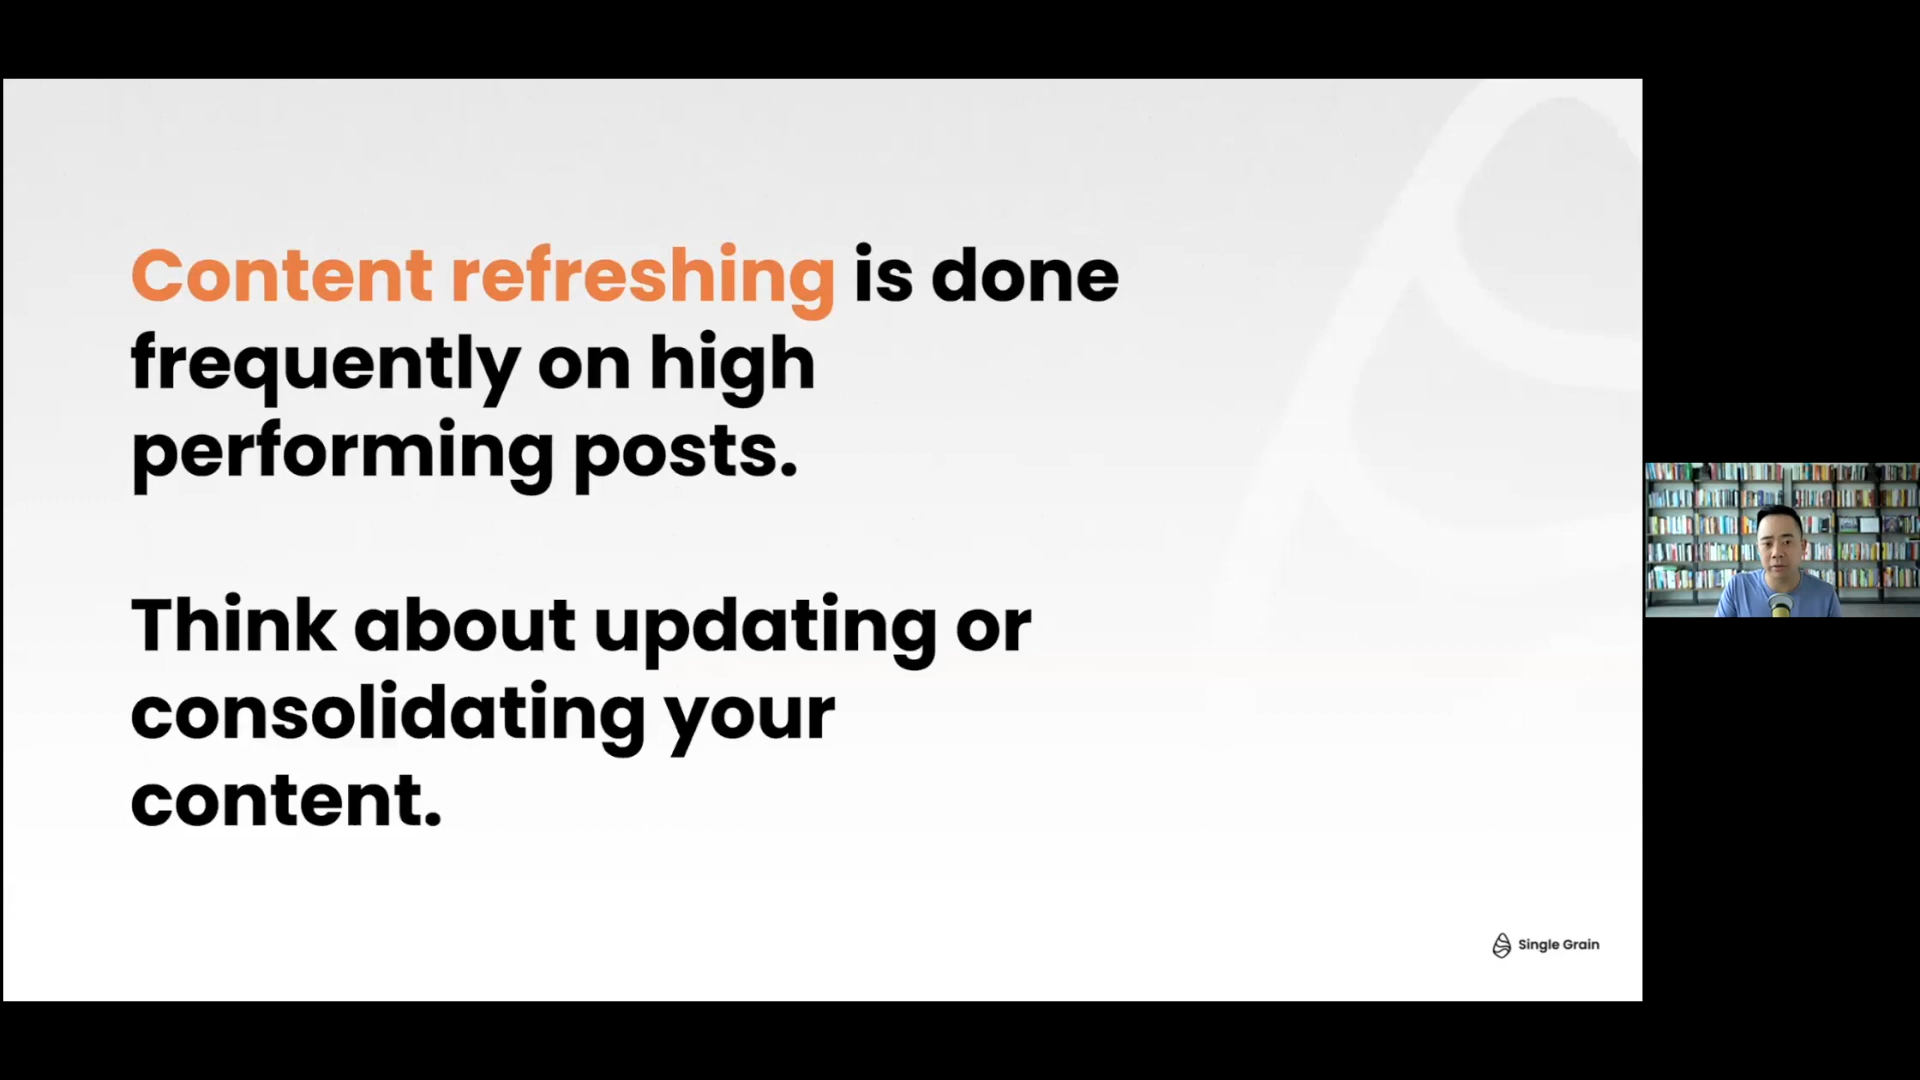 Content refreshing is done
frequently on high
performing posts.
Think about updating or
consolidating your
content.
Single Grain